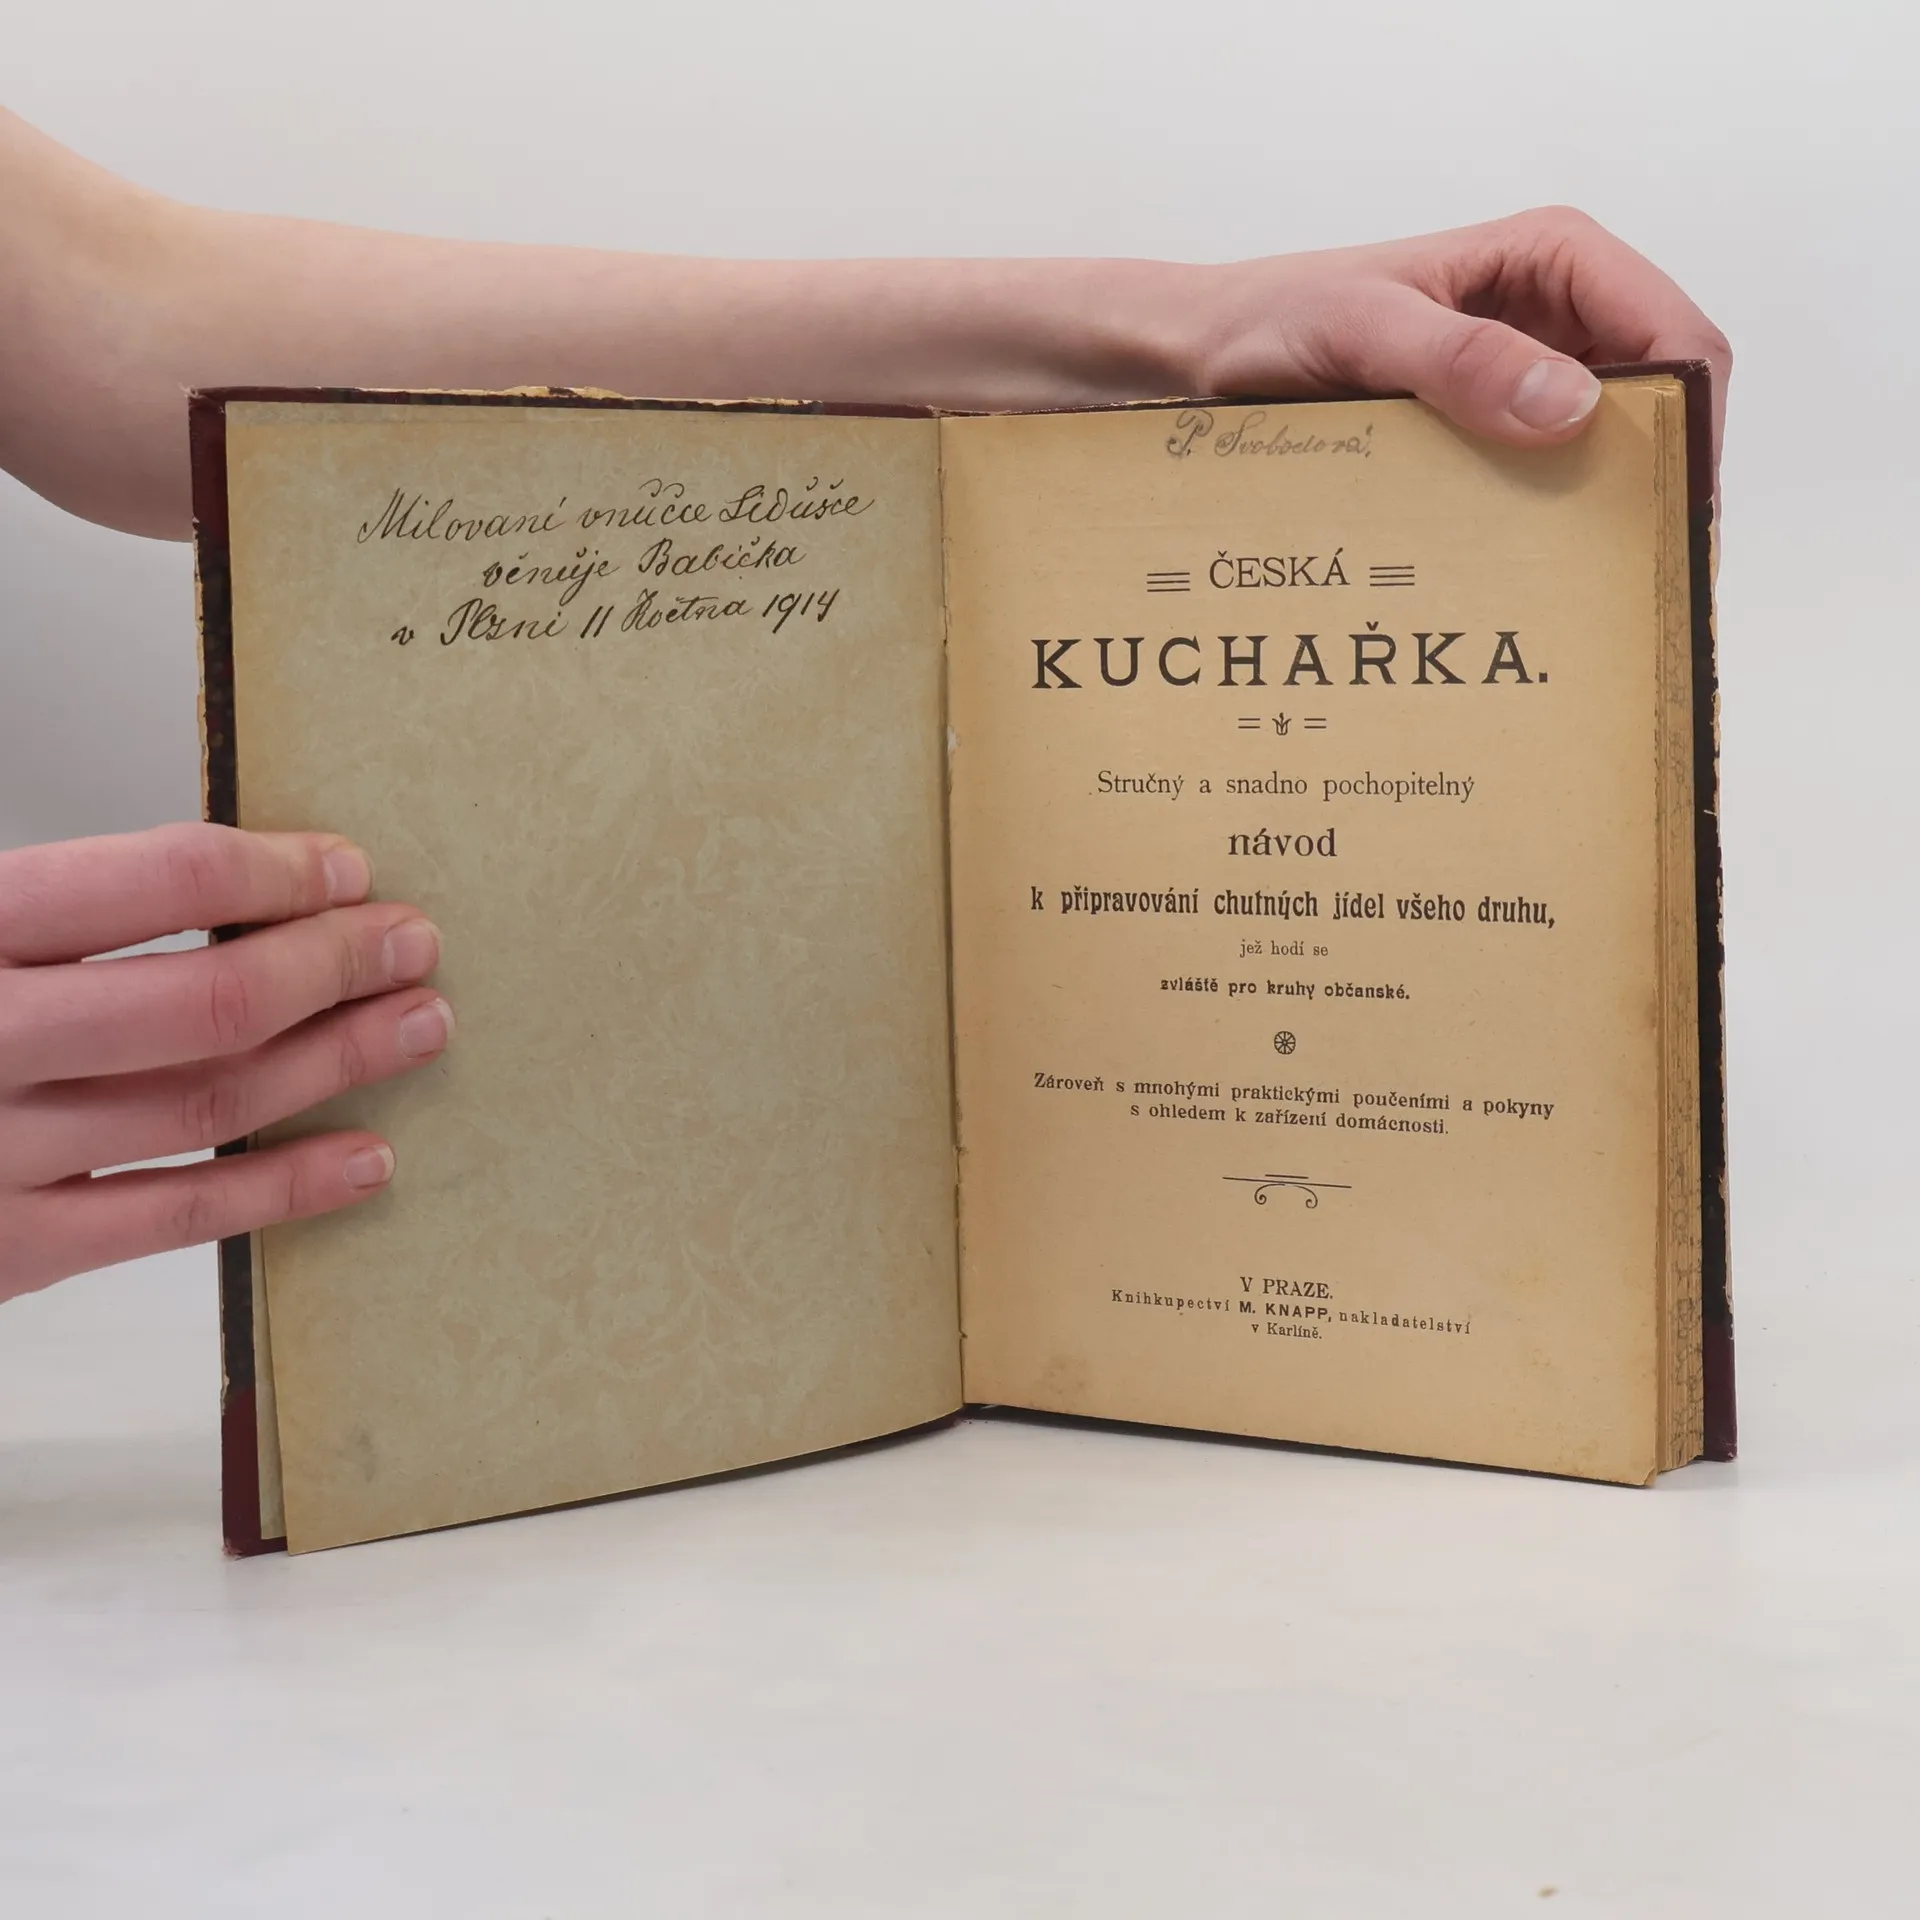 Milovaní vnučce Lidušce
věnuje Babička
v Plzni 11 Května 1914
P. Svobodová.
ČESKÁ
KUCHAŘKA.
Stručný a snadno pochopitelný
návod
k připravování chutných jídel všeho druhu,
jež hodí se
zvláště pro kruhy občanské.
Zároveň s mnohými praktickými poučeními a pokyny
s ohledem k zařízení domácnosti.
V PRAZE.
Knihkupectví M. KNAPP, nakladatelství
v Karlíně.